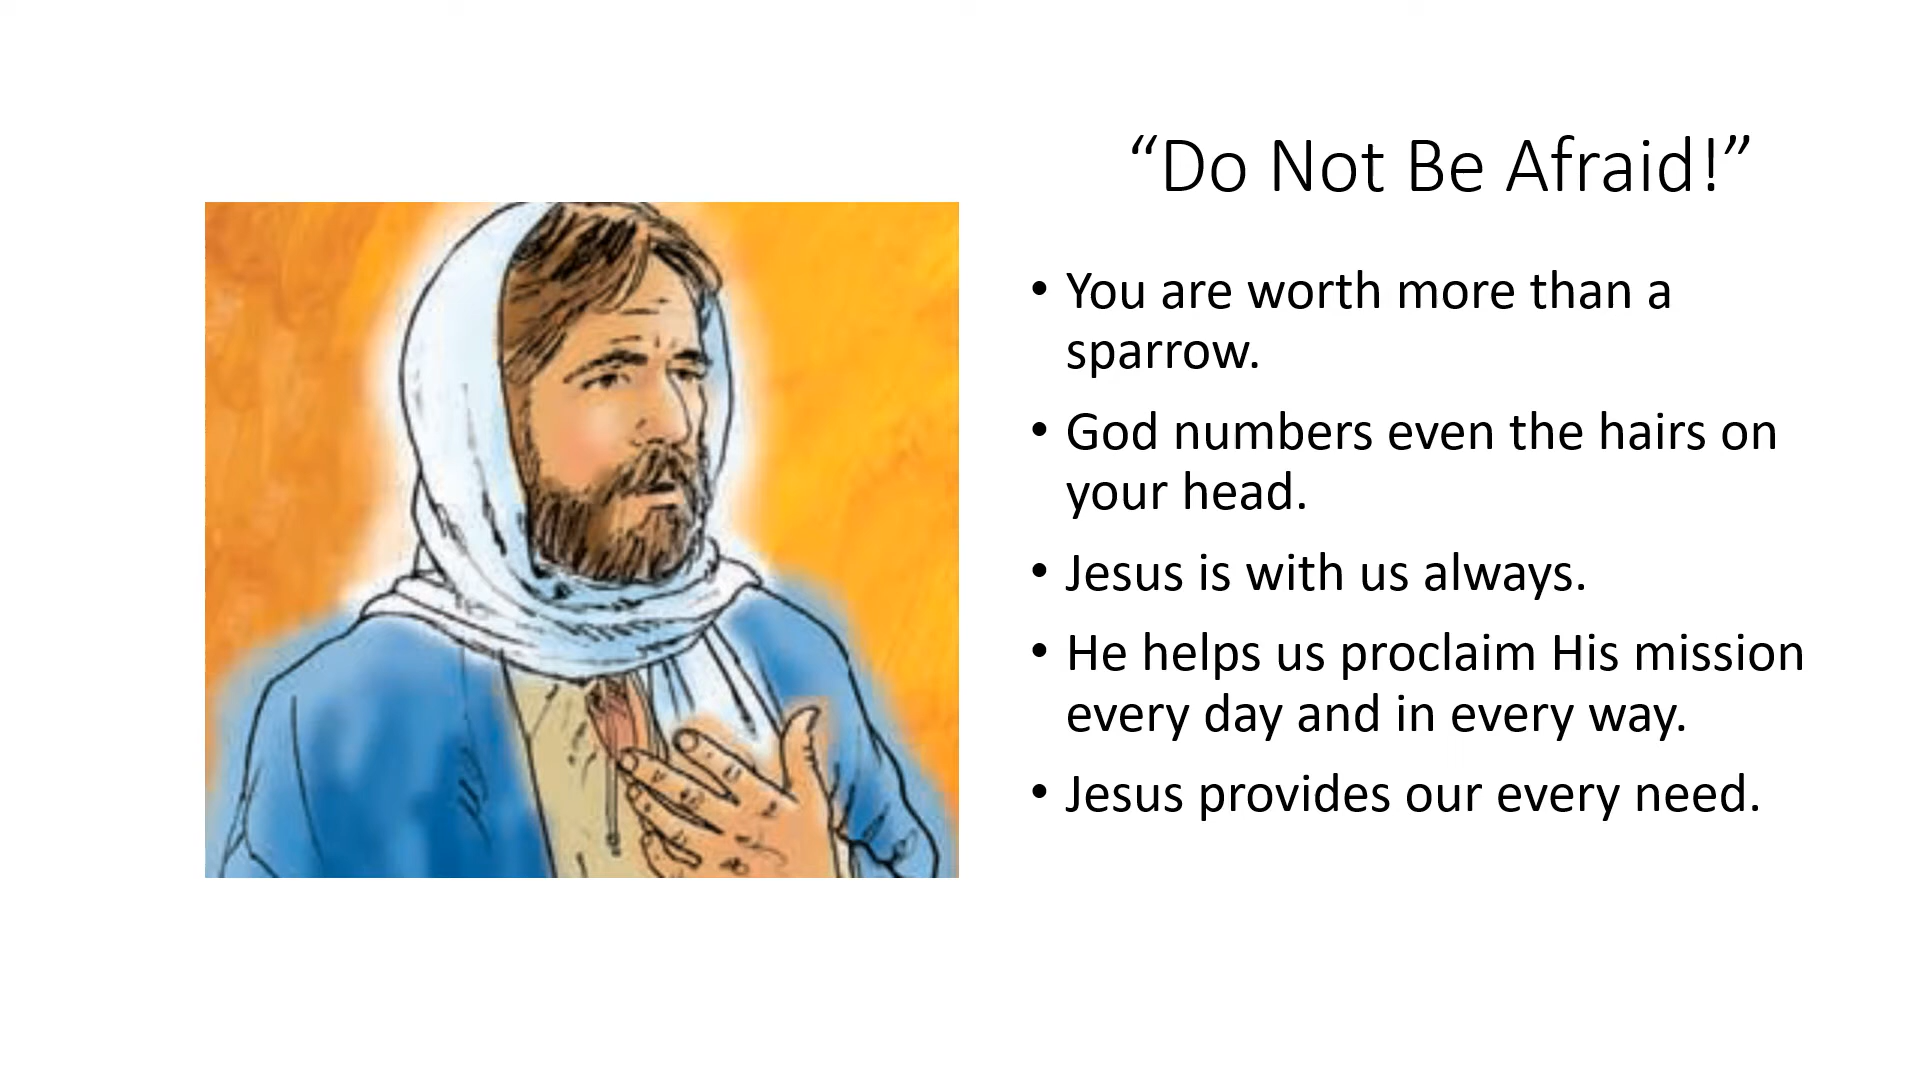 “Do Not Be Afraid!”
• You are worth more than a
sparrow.
• God numbers even the hairs on
your head.
• Jesus is with us always.
• He helps us proclaim His mission
every day and in every way.
• Jesus provides our every need.